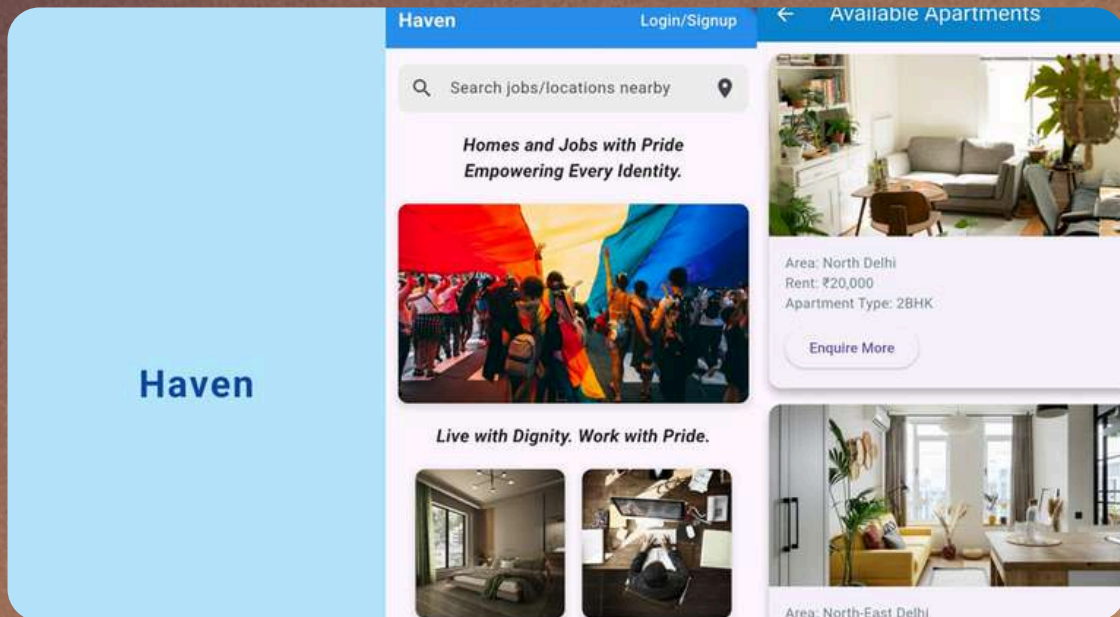 Haven
Haven
Login/Signup
Search jobs/locations nearby
Homes and Jobs with Pride
Empowering Every Identity.
Live with Dignity. Work with Pride.
Available Apartments
Area: North Delhi
Rent: ₹20,000
Apartment Type: 2BHK
Enquire More
Area: North-East Delhi